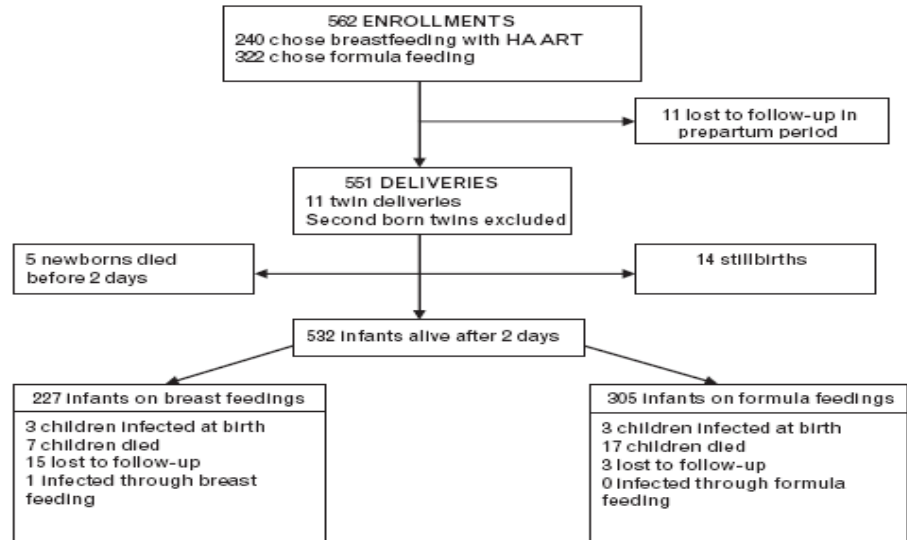 562 ENROLLMENTS
240 chose breastfeeding with HAART
322 chose formula feeding
11 lost to follow-up in
prepartum period
551 DELIVERIES
11 twin deliveries
Second born twins excluded
5 newborns died
before 2 days
14 stillbirths
532 infants alive after 2 days
227 infants on breast feedings
3 children infected at birth
7 children died
15 lost to follow-up
1 infected through breast
feeding
305 infants on formula feedings
3 children infected at birth
17 children died
3 lost to follow-up
0 infected through formula
feeding